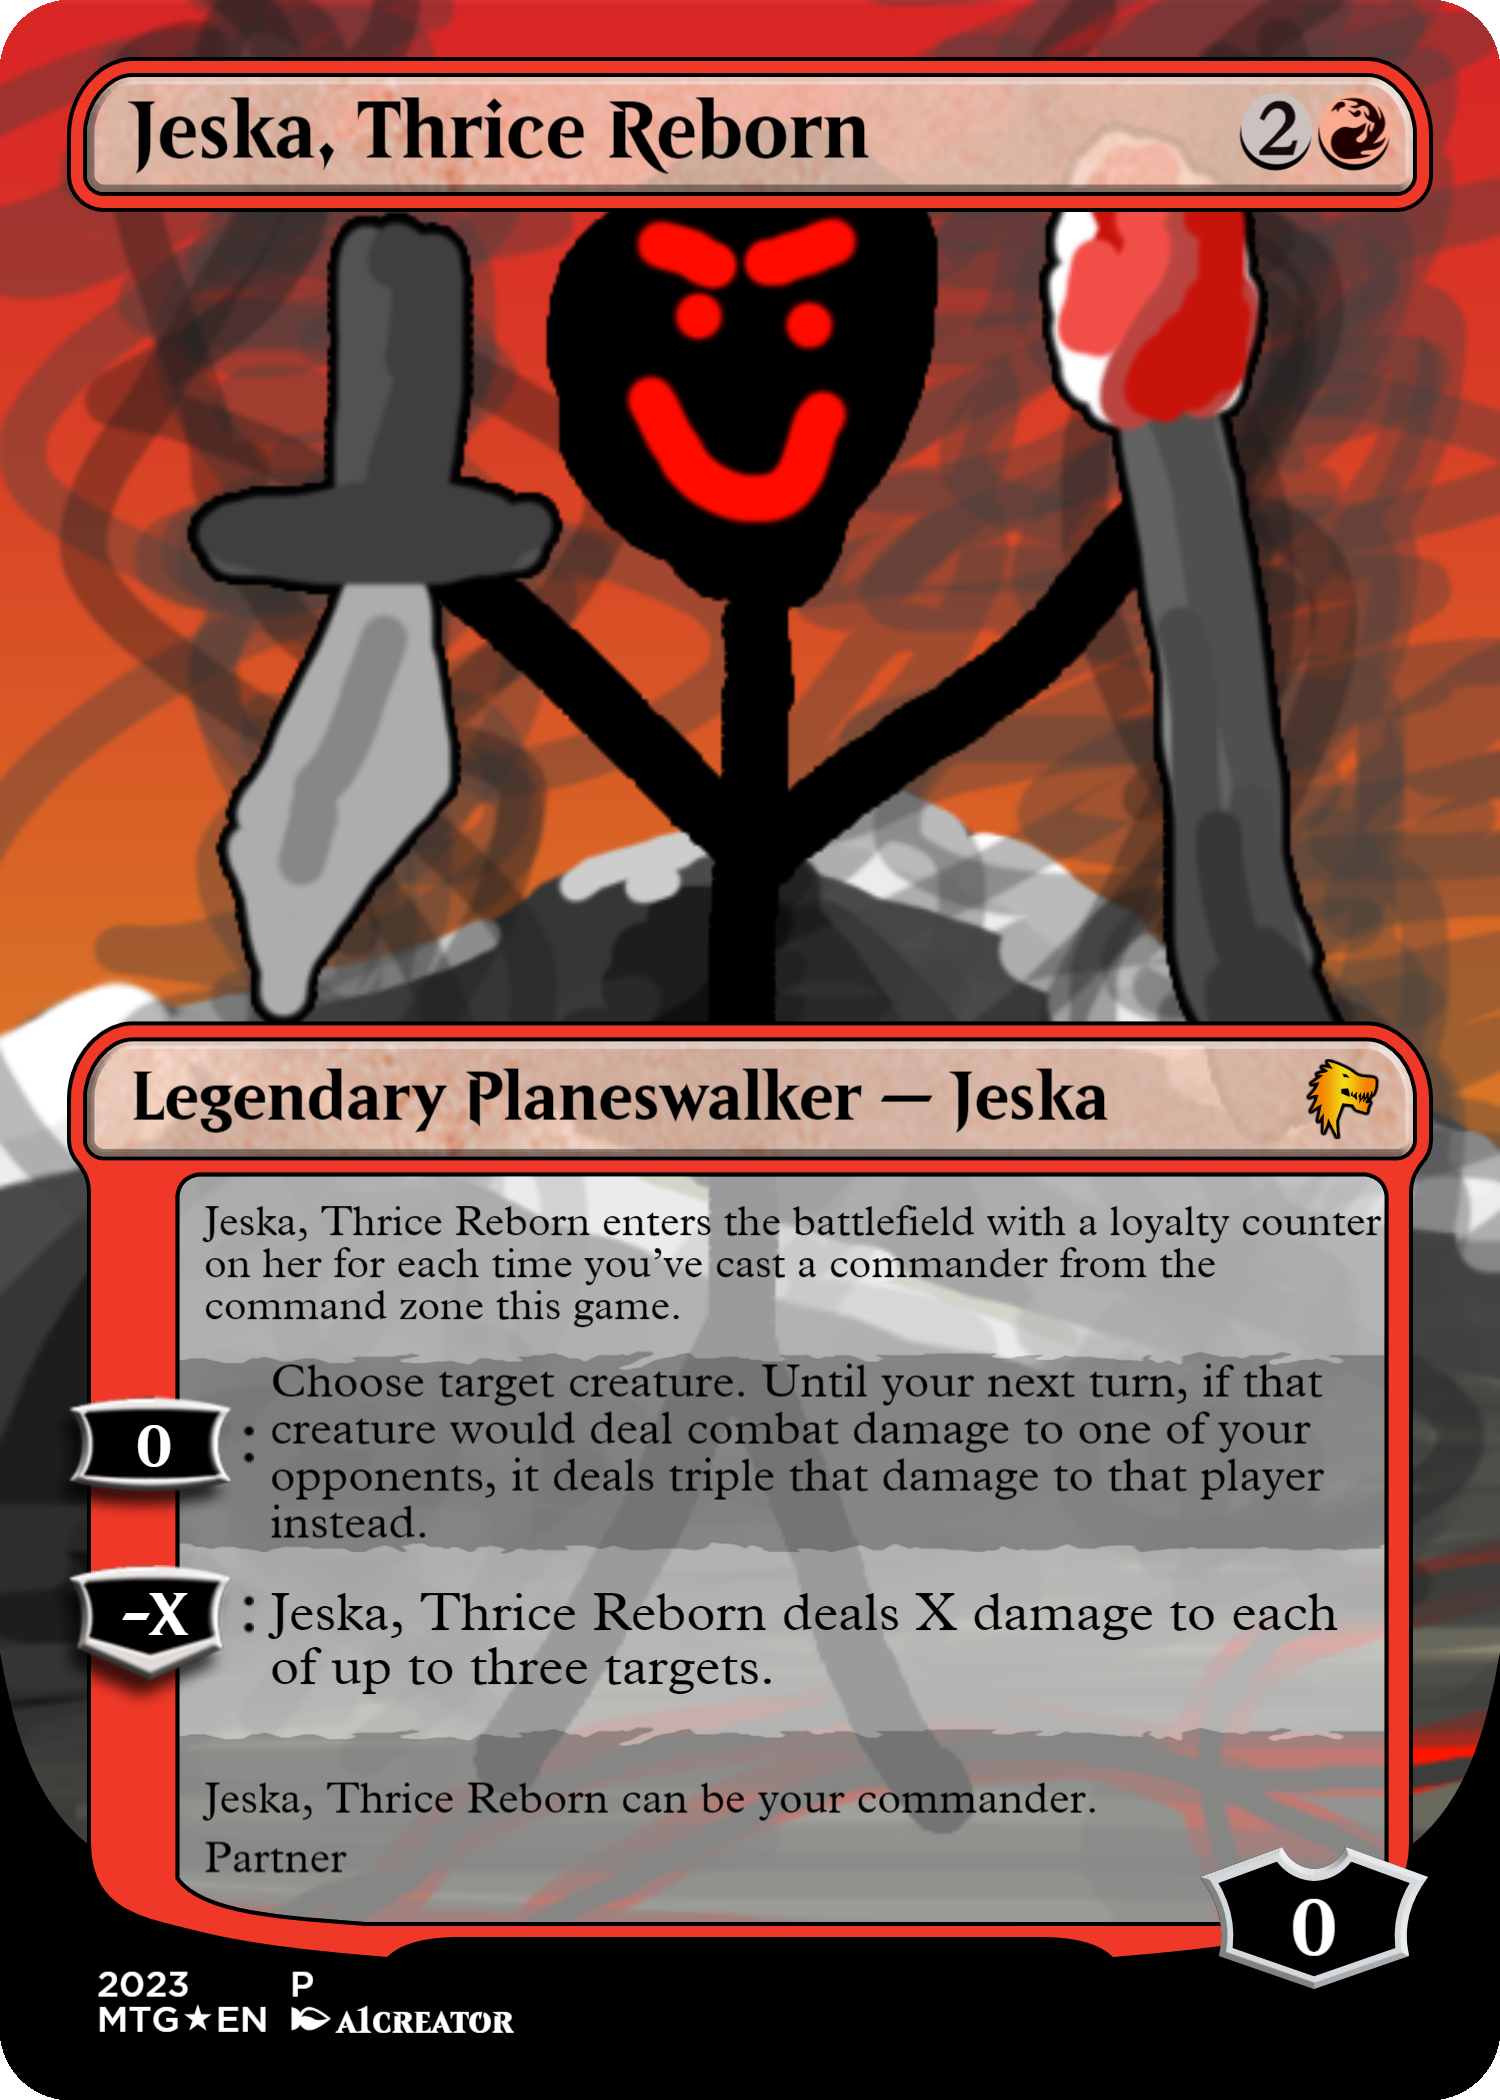 Jeska, Thrice Reborn 2
Legendary Planeswalker — Jeska
Jeska, Thrice Reborn enters the battlefield with a loyalty counter
on her for each time you've cast a commander from the
command zone this game.
Choose target creature. Until your next turn, if that
0 : creature would deal combat damage to one of your
opponents, it deals triple that damage to that player
instead.
-X : Jeska, Thrice Reborn deals X damage to each
of up to three targets.
Jeska, Thrice Reborn can be your commander.
Partner
0
2023 P
MTG★EN A1CREATOR